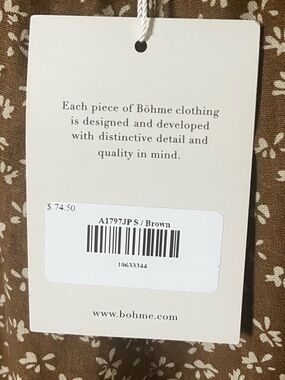 Each piece of Böhme clothing
is designed and developed
with distinctive detail and
quality in mind.
$ 74.50
A1797JP S / Brown
10633344
www.bohme.com